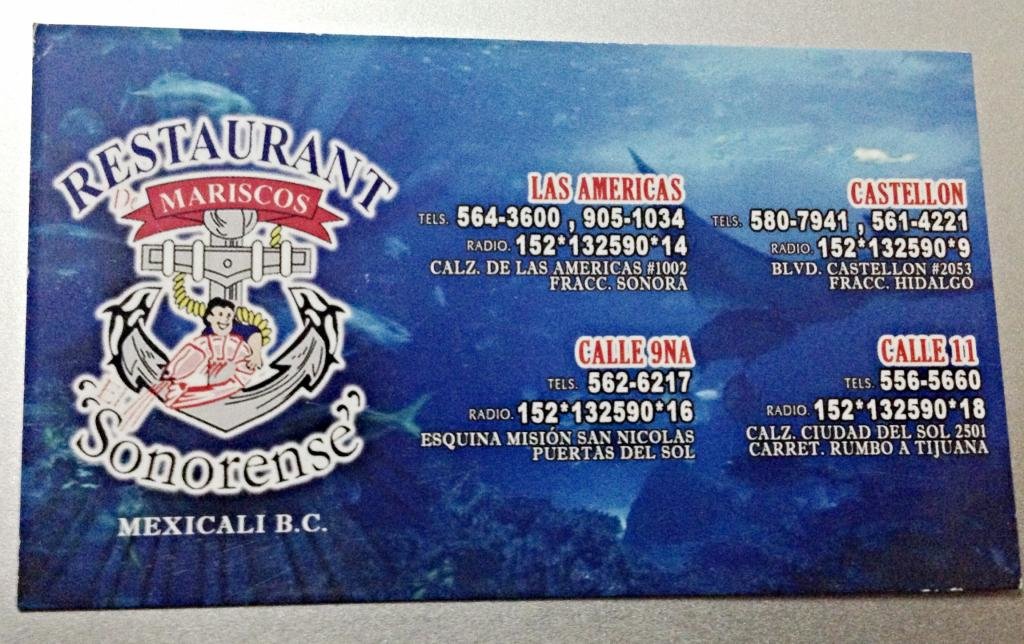 RESTAURANT
De MARISCOS
"El Sonorense"
MEXICALI B.C.
LAS AMERICAS
TELS. 564-3600 , 905-1034
RADIO. 152*132590*14
CALZ. DE LAS AMERICAS #1002
FRACC. SONORA
CASTELLON
TELS. 580-7941 , 561-4221
RADIO. 152*132590*9
BLVD. CASTELLON #2053
FRACC. HIDALGO
CALLE 9NA
TELS. 562-6217
RADIO. 152*132590*16
ESQUINA MISIÓN SAN NICOLAS
PUERTAS DEL SOL
CALLE 11
TELS. 556-5660
RADIO. 152*132590*18
CALZ. CIUDAD DEL SOL 2501
CARRET. RUMBO A TIJUANA